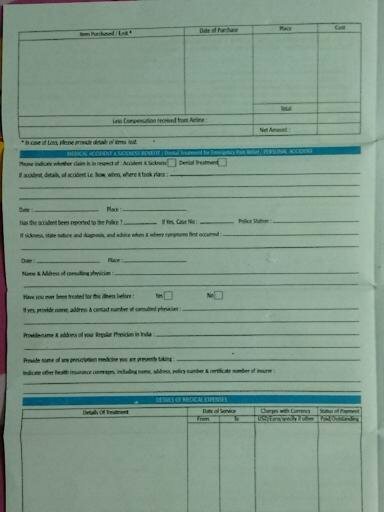 Item Purchased / Lost * Date of Purchase Place Cost
Total
Less Compensation received from Airline :
Net Amount :
* In case of Loss, please provide details of items lost.
MEDICAL ACCIDENT & SICKNESS BENEFIT / Dental Treatment for Emergency Pain Relief / PERSONAL ACCIDENT
Please indicate whether claim is in respect of : Accident & Sickness Dental Treatment
If accident, details, of accident i.e. how, when, where it took place :
Date : Place :
Has the accident been reported to the Police ? If Yes, Case No : Police Station :
If sickness, state nature and diagnosis, and advice when & where symptoms first occurred :
Date : Place :
Name & Address of consulting physician :
Have you ever been treated for this illness before : Yes No
If yes, provide name, address & contact number of consulted physician :
Provide name & address of your Regular Physician in India :
Provide name of any prescription medicine you are presently taking :
Indicate other health insurance coverages, including name, address, policy number & certificate number of insurer :
DETAILS OF MEDICAL EXPENSES
Details Of Treatment Date of Service Charges with Currency Status of Payment
From To USD/Euro/specify if other Paid/Outstanding